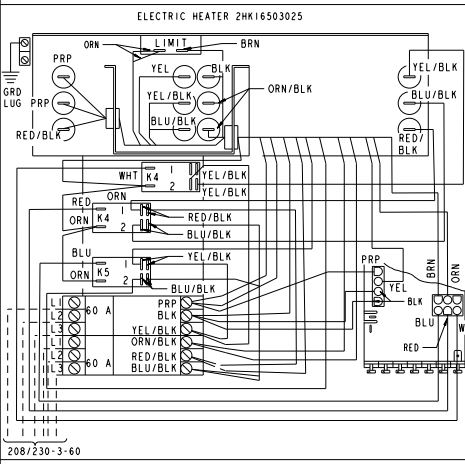 ELECTRIC HEATER 2HK16503025
ORN
LIMIT
BRN
PRP
YEL
BLK
YEL/BLK
GRD
LUG
PRP
YEL/BLK
ORN/BLK
BLU/BLK
RED/BLK
BLU/BLK
RED/
BLK
WHT
K4
1
2
YEL/BLK
YEL/BLK
RED
ORN
ORN
K4
1
2
RED/BLK
BLU/BLK
BLU
ORN
K5
1
2
YEL/BLK
BLU/BLK
PRP
YEL
BLK
BRN
ORN
BLU
RED
W
L1
L2
L3
L1
L2
L3
60 A
60 A
PRP
BLK
YEL/BLK
ORN/BLK
RED/BLK
BLU/BLK
208/230-3-60